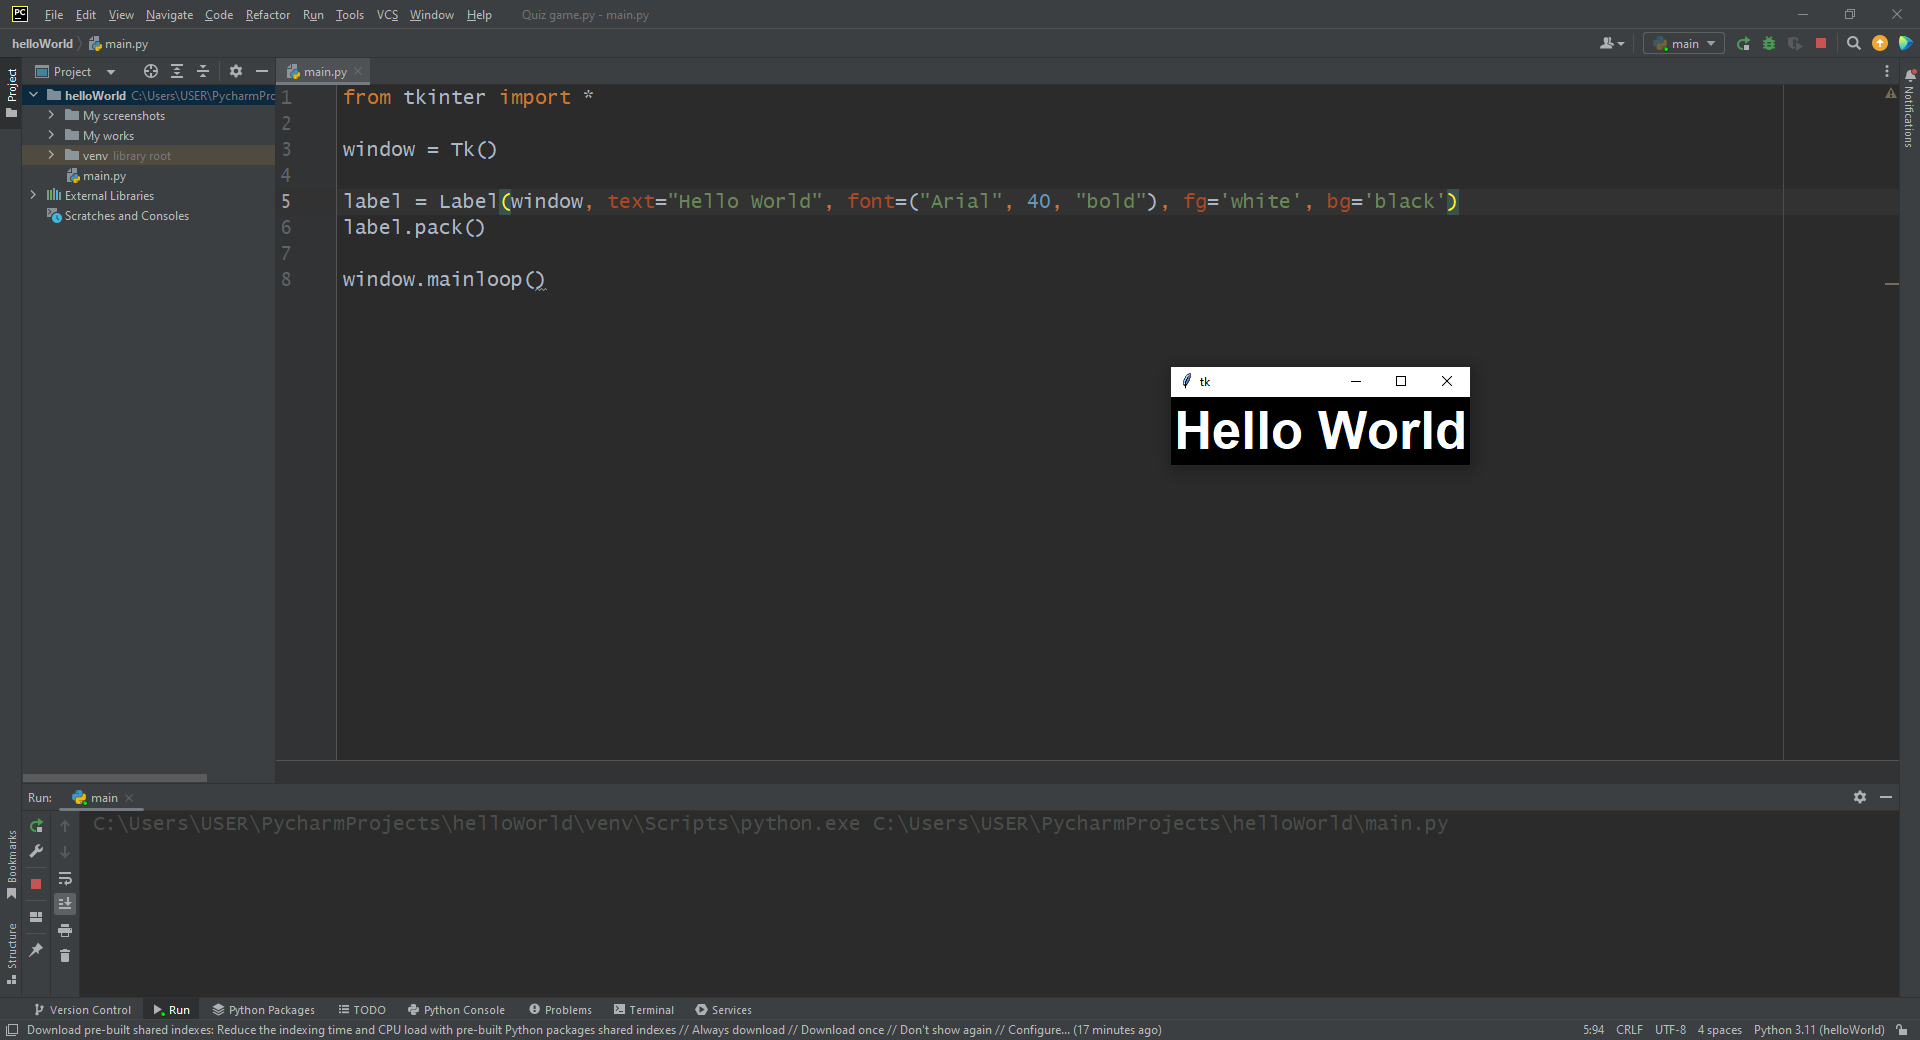 PC File Edit View Navigate Code Refactor Run Tools VCS Window Help Quiz game.py - main.py
helloWorld main.py
main
Project
main.py
Project
helloWorld C:\Users\USER\PycharmPrc
My screenshots
My works
venv library root
main.py
External Libraries
Scratches and Consoles
1 from tkinter import *
2
3 window = Tk()
4
5 label = Label(window, text="Hello World", font=("Arial", 40, "bold"), fg='white', bg='black')
6 label.pack()
7
8 window.mainloop()
Notifications
tk
Hello World
Run: main
C:\Users\USER\PycharmProjects\helloWorld\venv\Scripts\python.exe C:\Users\USER\PycharmProjects\helloWorld\main.py
Bookmarks
Structure
Version Control Run Python Packages TODO Python Console Problems Terminal Services
Download pre-built shared indexes: Reduce the indexing time and CPU load with pre-built Python packages shared indexes // Always download // Download once // Don't show again // Configure... (17 minutes ago) 5:94 CRLF UTF-8 4 spaces Python 3.11 (helloWorld)